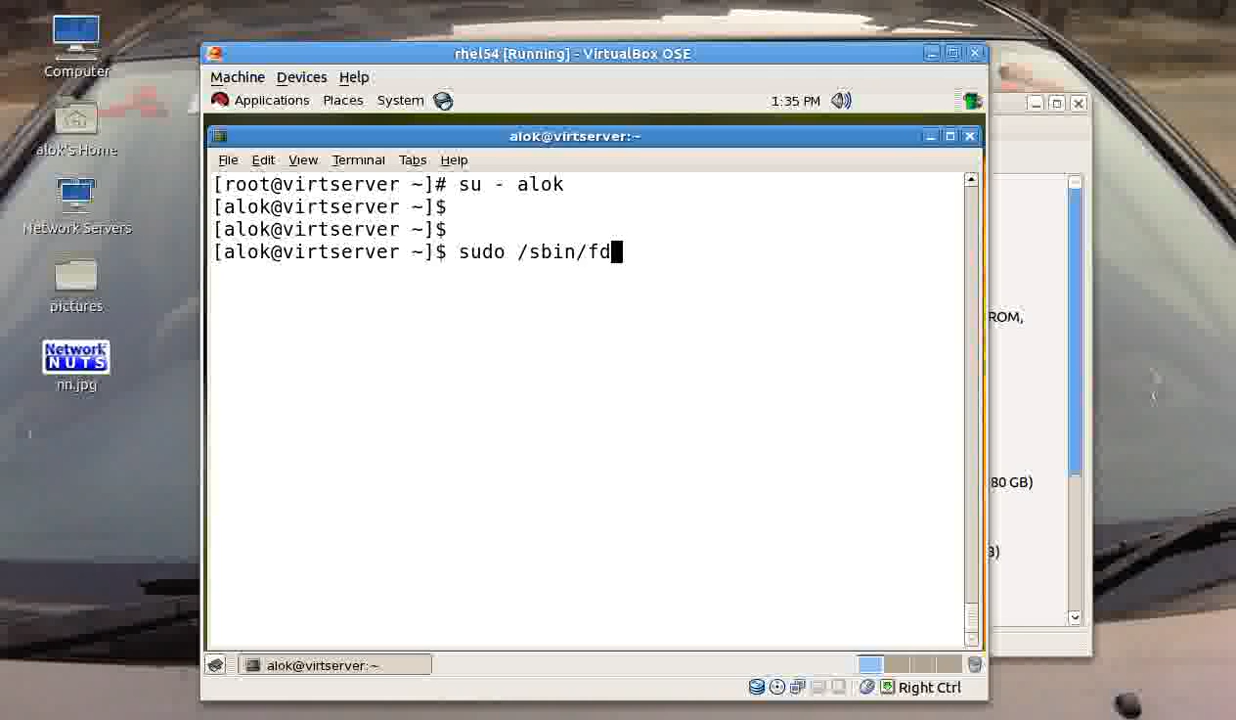 Computer
alok's Home
Network Servers
pictures
Network
NUTS
nn.jpg
rhel54 [Running] - VirtualBox OSE
Machine Devices Help
Applications Places System 1:35 PM
alok@virtserver:~
File Edit View Terminal Tabs Help
[root@virtserver ~]# su - alok
[alok@virtserver ~]$
[alok@virtserver ~]$
[alok@virtserver ~]$ sudo /sbin/fd
alok@virtserver:~
Right Ctrl
ROM,
80 GB)